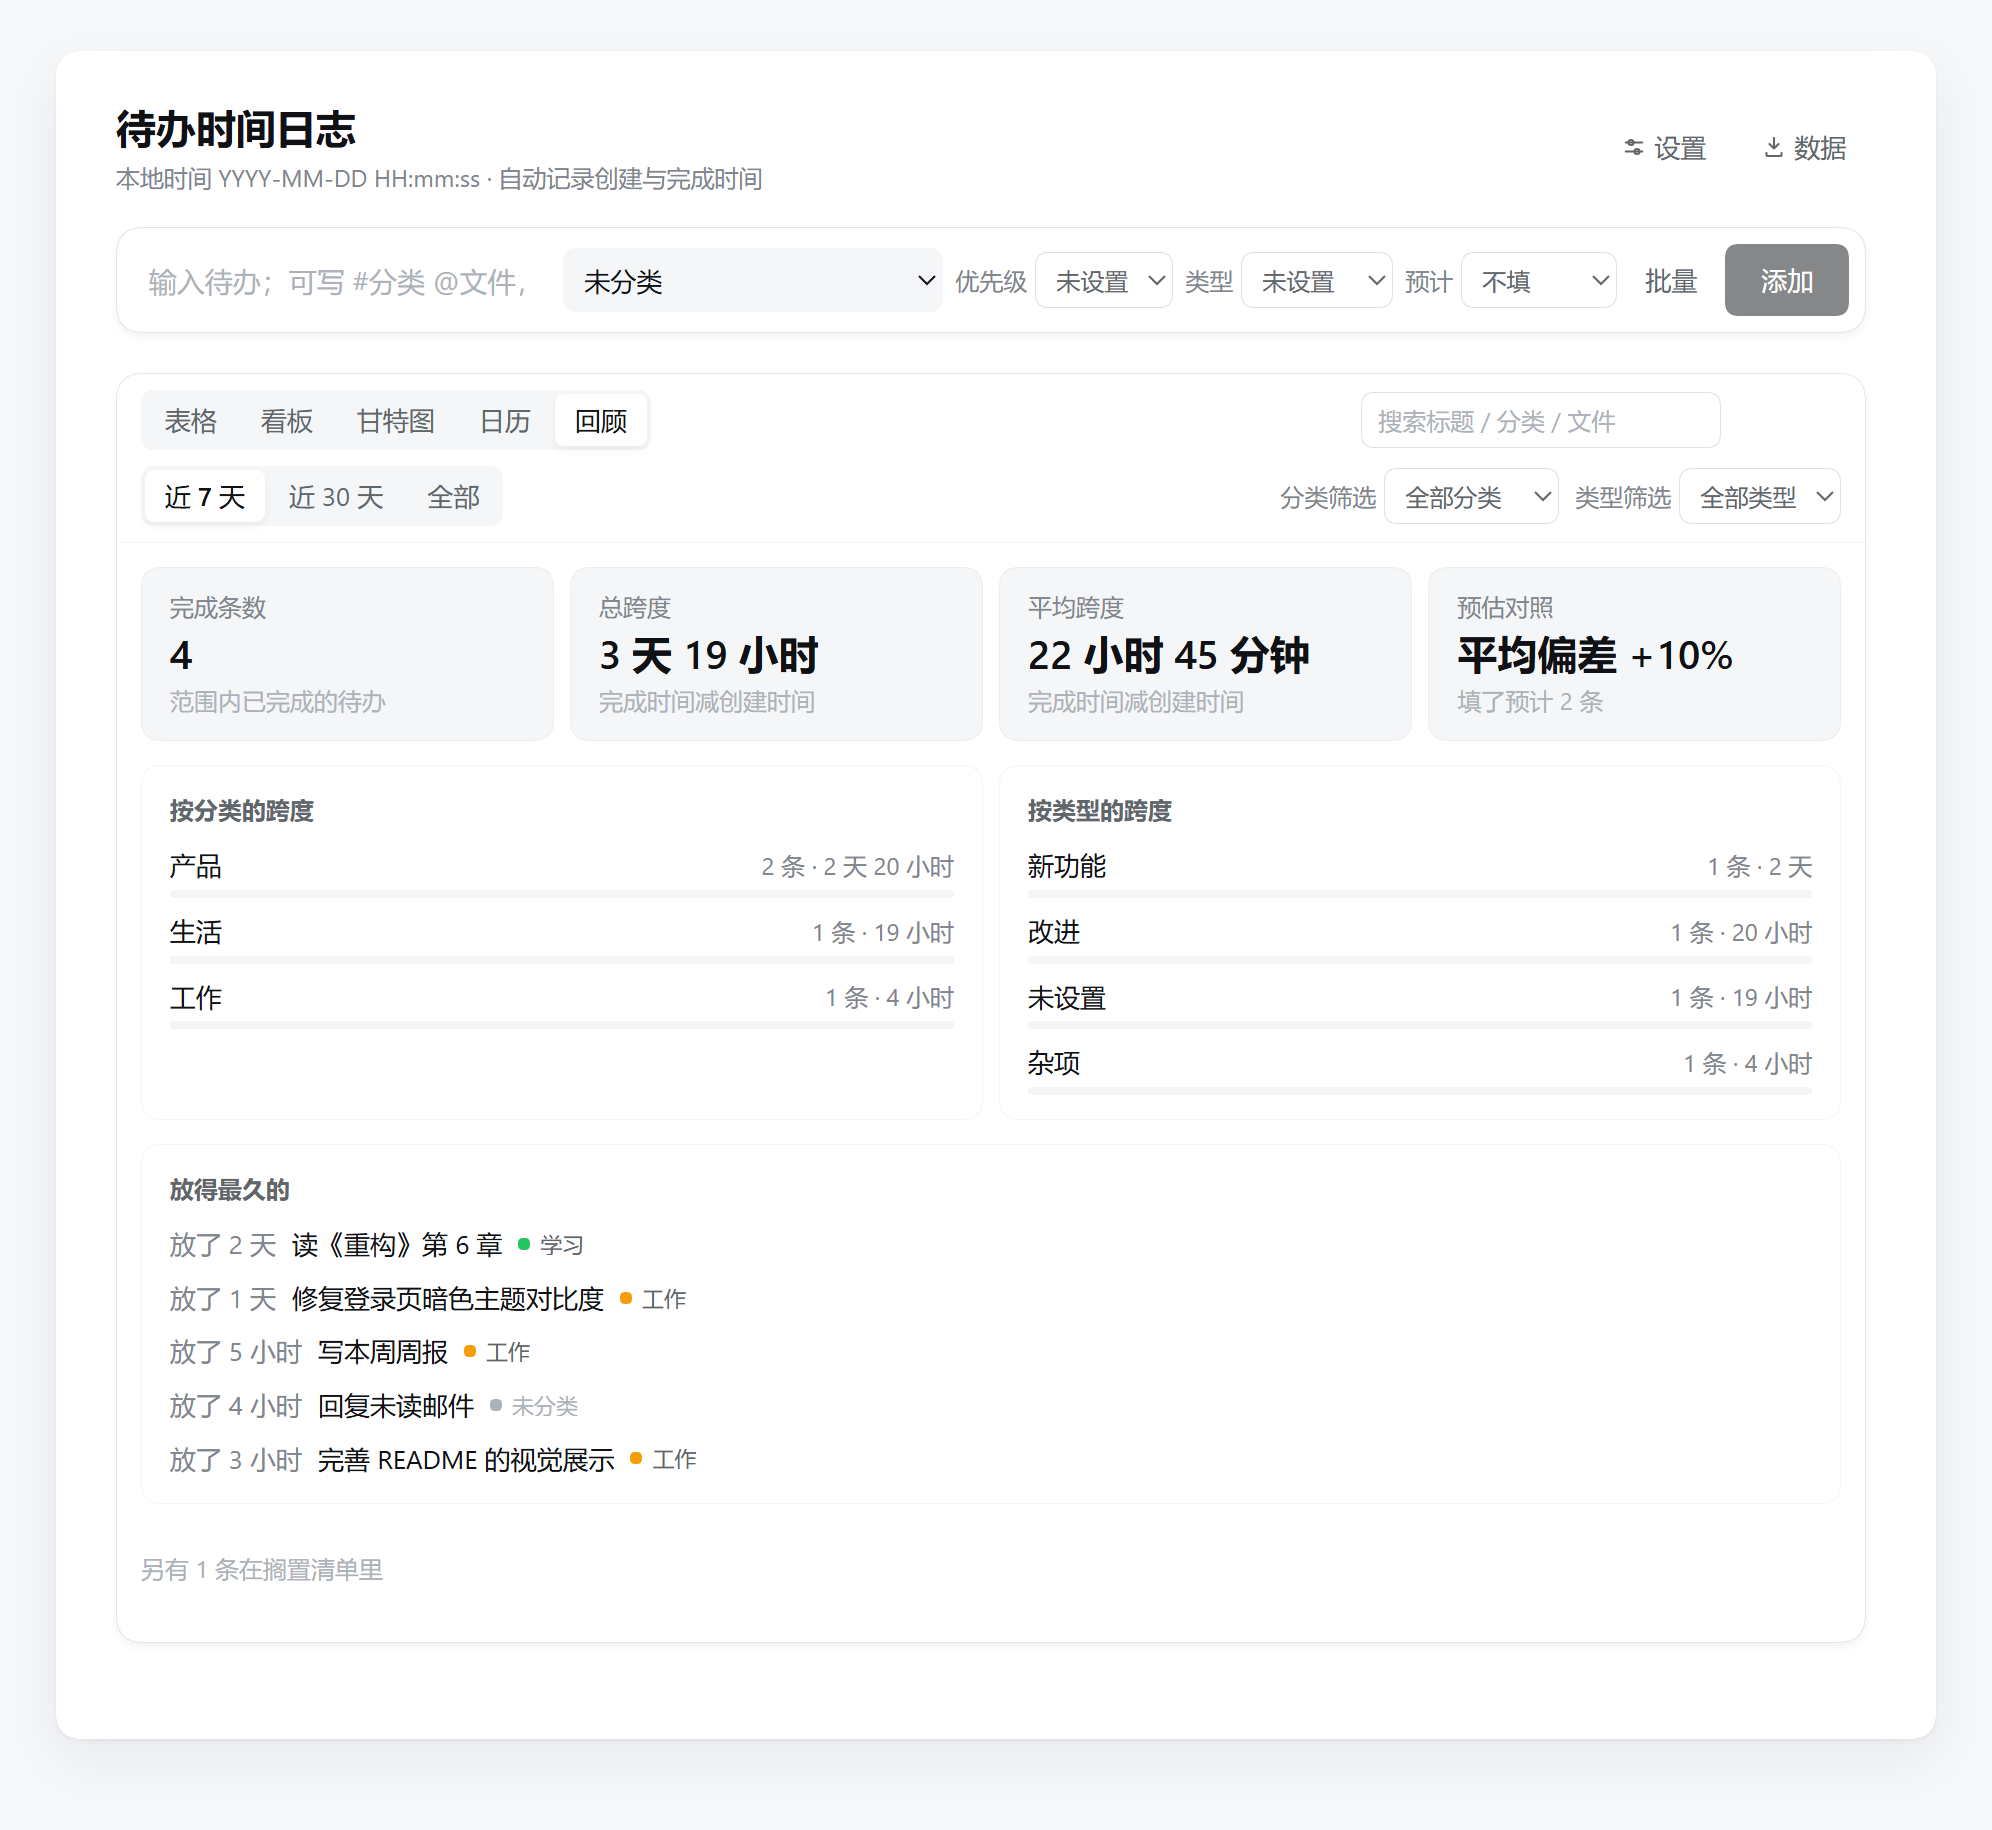 待办时间日志
本地时间 YYYY-MM-DD HH:mm:ss · 自动记录创建与完成时间
设置 数据
输入待办；可写 #分类 @文件， 未分类 优先级 未设置 类型 未设置 预计 不填 批量 添加
表格 看板 甘特图 日历 回顾 搜索标题 / 分类 / 文件
近 7 天 近 30 天 全部 分类筛选 全部分类 类型筛选 全部类型
完成条数
4
范围内已完成的待办
总跨度
3 天 19 小时
完成时间减创建时间
平均跨度
22 小时 45 分钟
完成时间减创建时间
预估对照
平均偏差 +10%
填了预计 2 条
按分类的跨度
产品 2 条 · 2 天 20 小时
生活 1 条 · 19 小时
工作 1 条 · 4 小时
按类型的跨度
新功能 1 条 · 2 天
改进 1 条 · 20 小时
未设置 1 条 · 19 小时
杂项 1 条 · 4 小时
放得最久的
放了 2 天 读《重构》第 6 章 学习
放了 1 天 修复登录页暗色主题对比度 工作
放了 5 小时 写本周周报 工作
放了 4 小时 回复未读邮件 未分类
放了 3 小时 完善 README 的视觉展示 工作
另有 1 条在搁置清单里